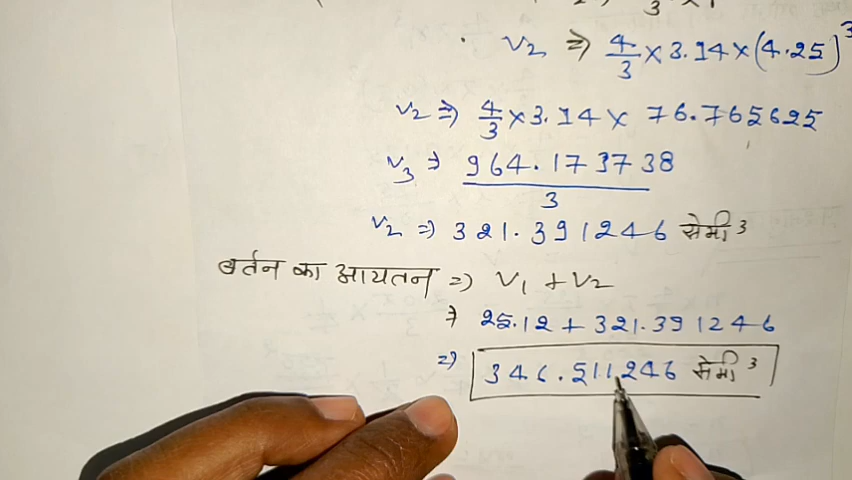 V2 ⇒ 4/3 × 3.14 × (4.25)³
V2 ⇒ 4/3 × 3.14 × 76.765625
V3 ⇒ 964.173738/3
V2 ⇒ 321.391246 सेमी³
बर्तन का आयतन ⇒ V1 + V2
⇒ 25.12 + 321.391246
⇒ 346.511246 सेमी³